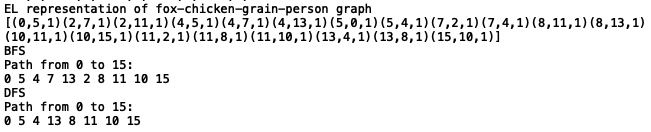 EL representation of fox-chicken-grain-person graph
[(0,5,1)(2,7,1)(2,11,1)(4,5,1)(4,7,1)(4,13,1)(5,0,1)(5,4,1)(7,2,1)(7,4,1)(8,11,1)(8,13,1)
(10,11,1)(10,15,1)(11,2,1)(11,8,1)(11,10,1)(13,4,1)(13,8,1)(15,10,1)]
BFS
Path from 0 to 15:
0 5 4 7 13 2 8 11 10 15
DFS
Path from 0 to 15:
0 5 4 13 8 11 10 15